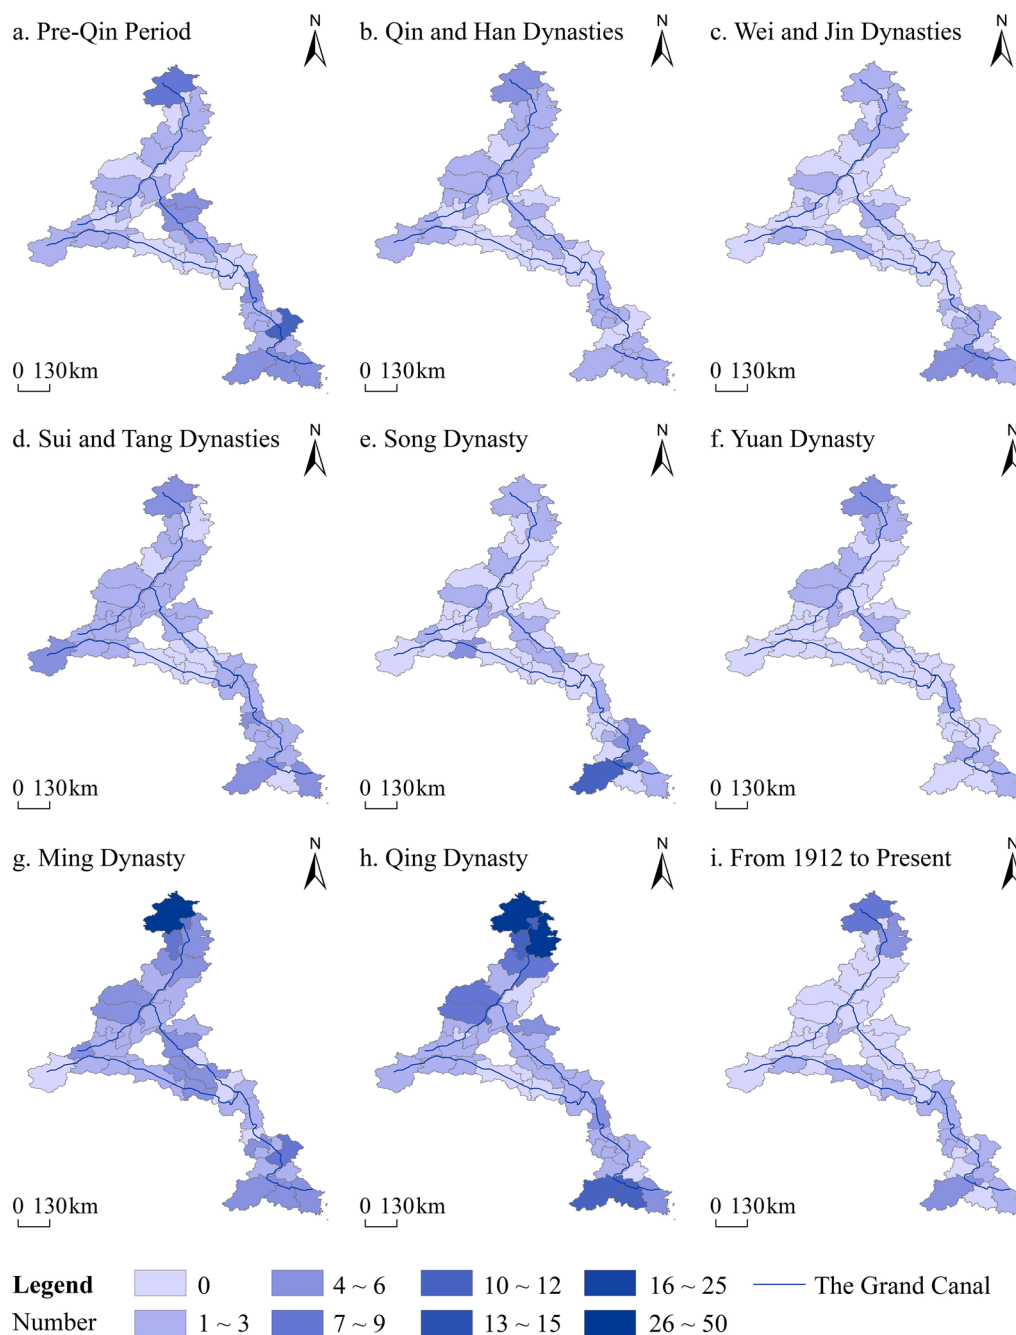 a. Pre-Qin Period
N
b. Qin and Han Dynasties
N
c. Wei and Jin Dynasties
N
0 130km
0 130km
0 130km
d. Sui and Tang Dynasties
N
e. Song Dynasty
N
f. Yuan Dynasty
N
0 130km
0 130km
0 130km
g. Ming Dynasty
N
h. Qing Dynasty
N
i. From 1912 to Present
N
0 130km
0 130km
0 130km
Legend
0
4 ~ 6
10 ~ 12
16 ~ 25
The Grand Canal
Number
1 ~ 3
7 ~ 9
13 ~ 15
26 ~ 50